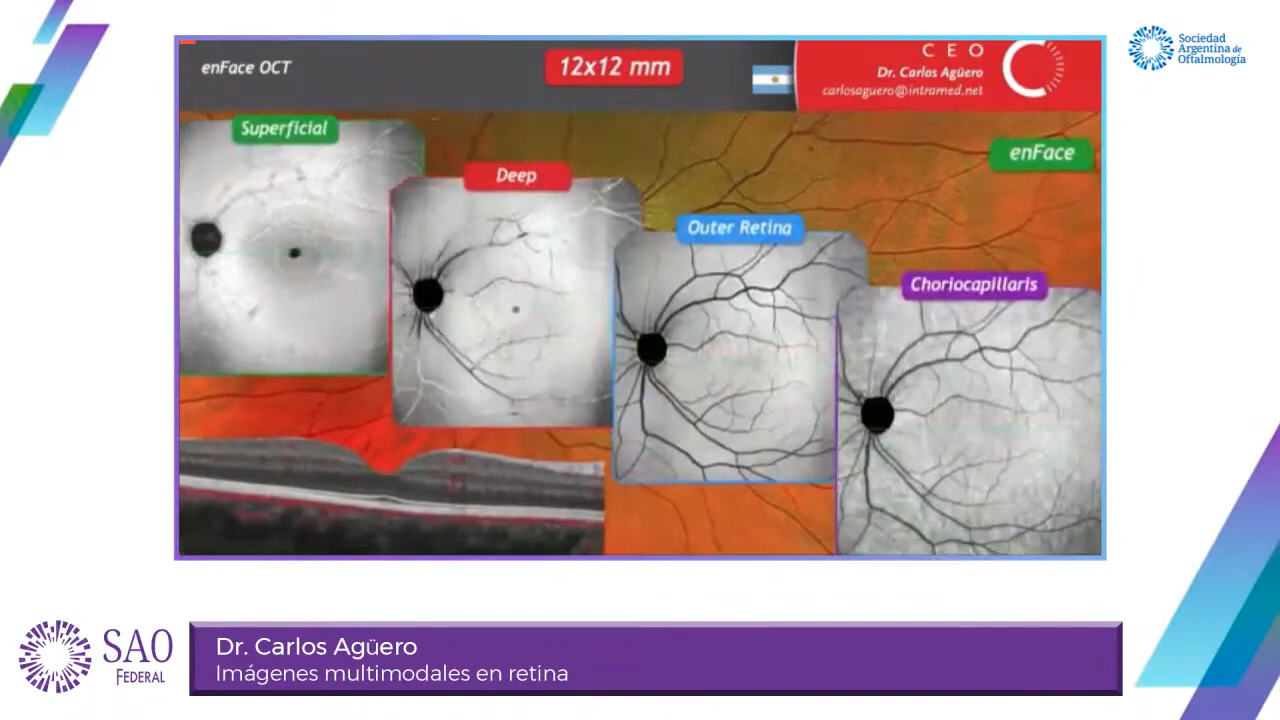 enFace OCT
12x12 mm
CEO
Dr. Carlos Agüero
carlosaguero@intramed.net
Sociedad
Argentina de
Oftalmología
Superficial
enFace
Deep
Outer Retina
Choriocapillaris
SAO
FEDERAL
Dr. Carlos Agüero
Imágenes multimodales en retina